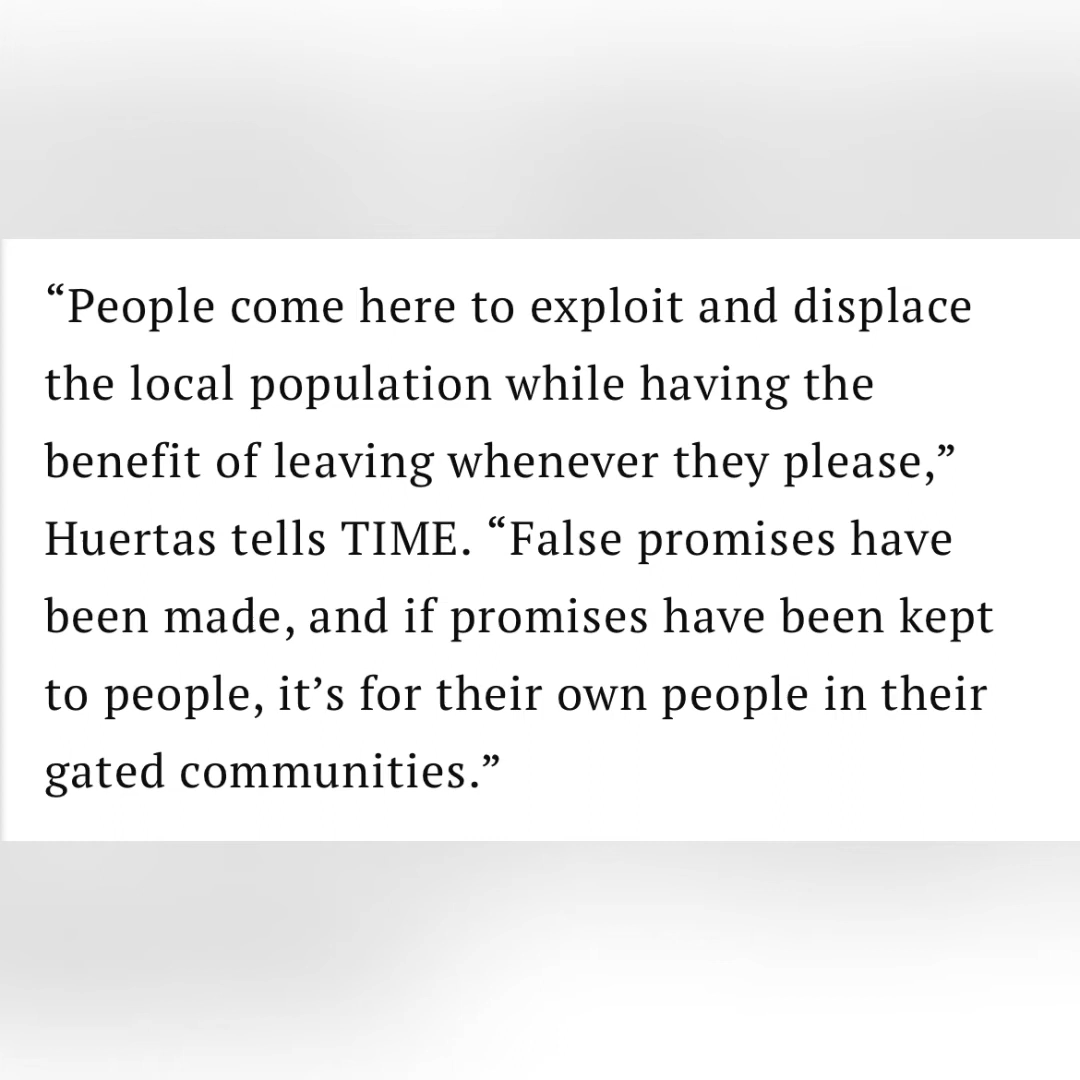 “People come here to exploit and displace
the local population while having the
benefit of leaving whenever they please,”
Huertas tells TIME. “False promises have
been made, and if promises have been kept
to people, it’s for their own people in their
gated communities.”